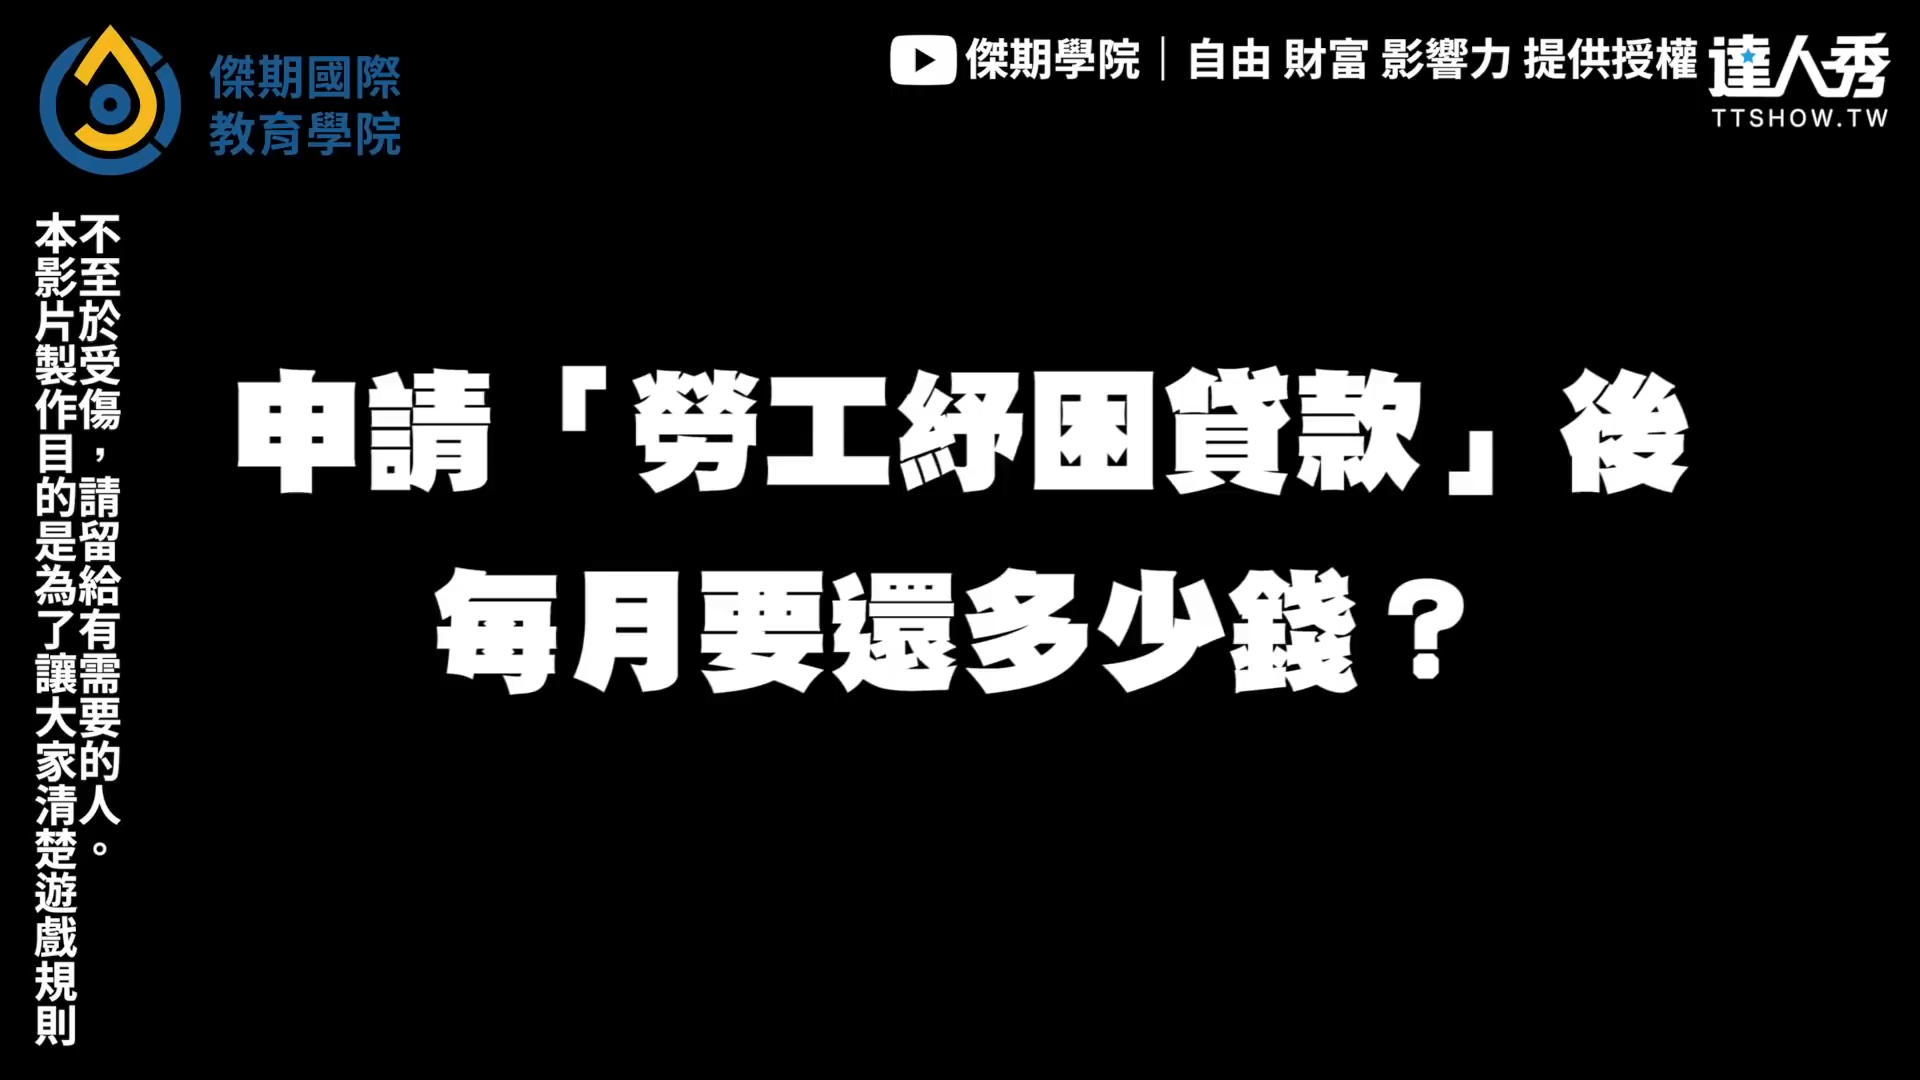 傑期國際
教育學院
傑期學院｜自由 財富 影響力 提供授權
達人秀
TTSHOW.TW
申請「勞工紓困貸款」後
每月要還多少錢？
本影片製作目的是為了讓大家清楚遊戲規則
不至於受傷，請留給有需要的人。